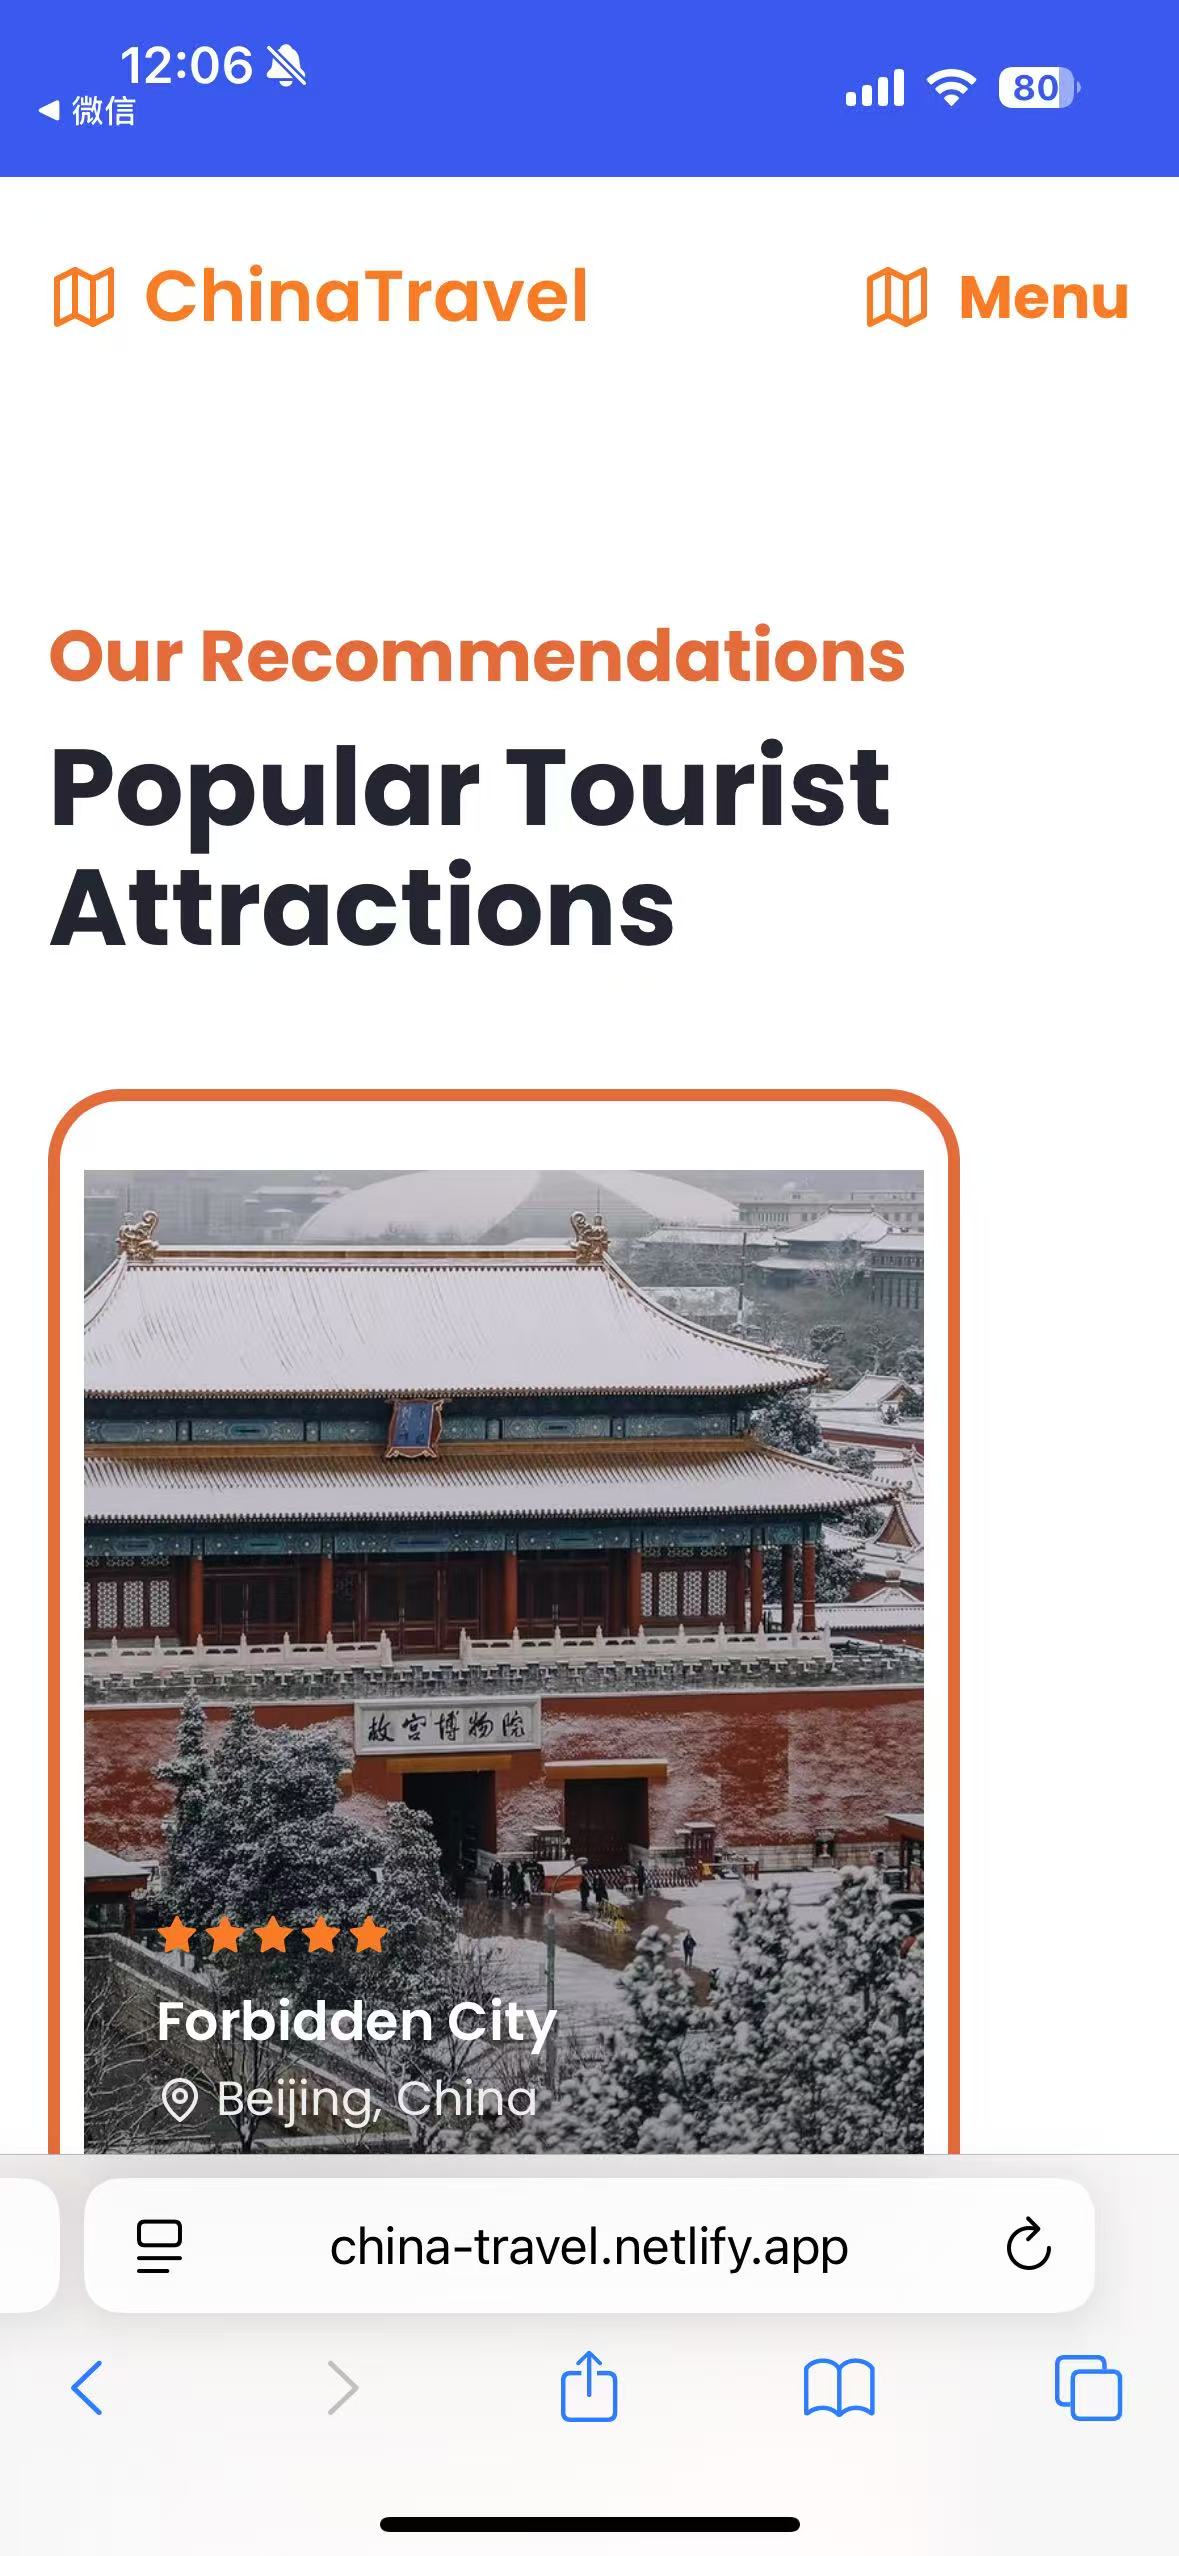 12:06
微信
80
ChinaTravel
Menu
Our Recommendations
Popular Tourist
Attractions
故宫博物院
Forbidden City
Beijing, China
china-travel.netlify.app